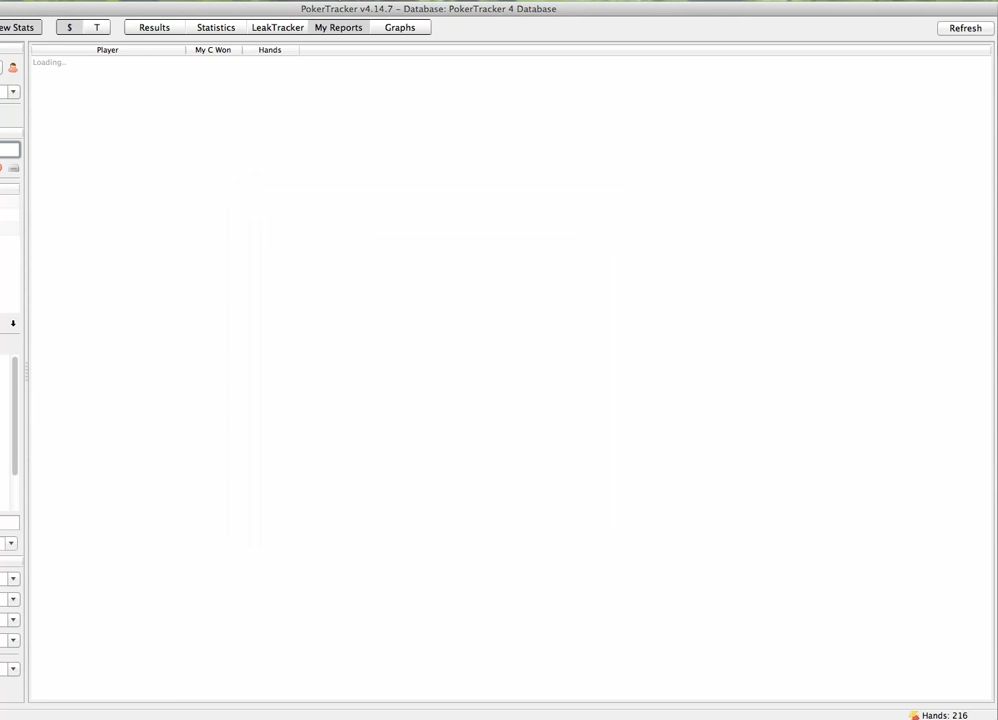 PokerTracker v4.14.7 – Database: PokerTracker 4 Database
ew Stats $ T Results Statistics LeakTracker My Reports Graphs Refresh
Player My C Won Hands
Loading..
Hands: 216